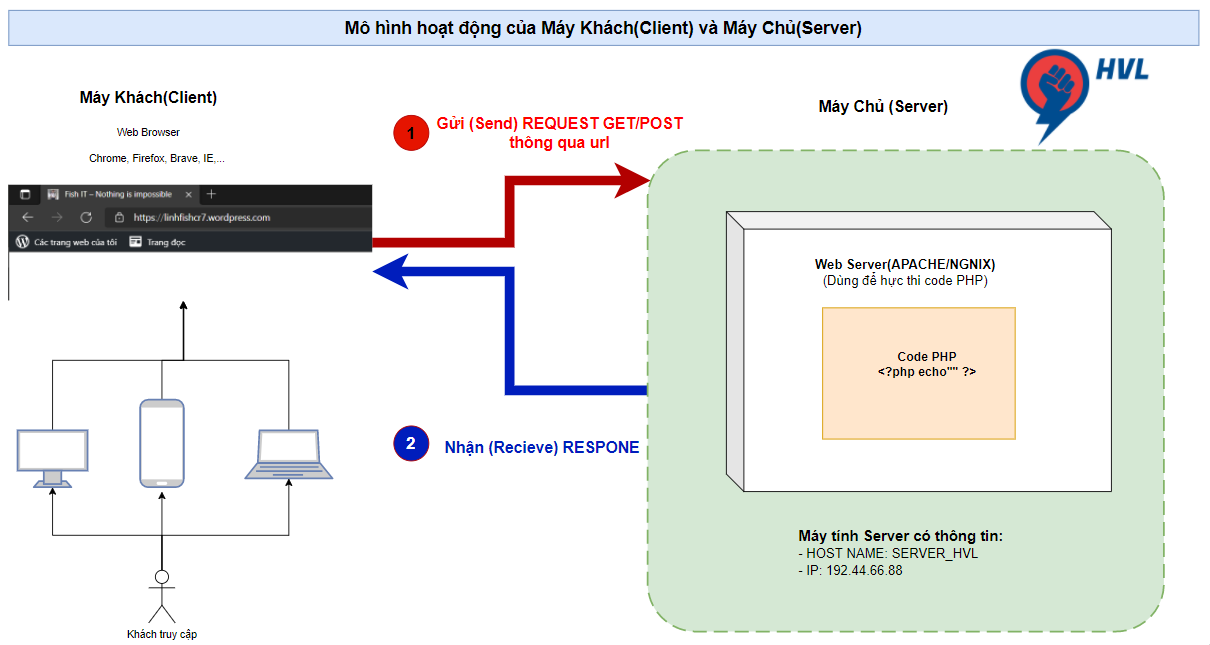 Mô hình hoạt động của Máy Khách(Client) và Máy Chủ(Server)
HVL
Máy Khách(Client)
Web Browser
Chrome, Firefox, Brave, IE,...
Fish IT – Nothing is impossible
https://linhfishcr7.wordpress.com
Các trang web của tôi
Trang đọc
1
Gửi (Send) REQUEST GET/POST
thông qua url
2
Nhận (Recieve) RESPONE
Khách truy cập
Máy Chủ (Server)
Web Server(APACHE/NGNIX)
(Dùng để hực thi code PHP)
Code PHP
<?php echo"" ?>
Máy tính Server có thông tin:
- HOST NAME: SERVER_HVL
- IP: 192.44.66.88